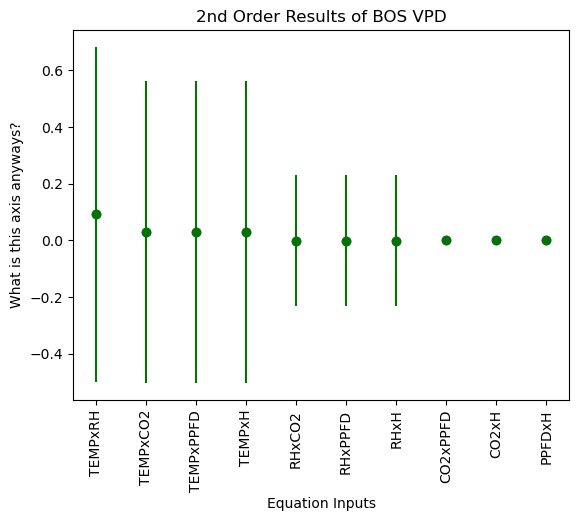 2nd Order Results of BOS VPD
What is this axis anyways?
0.6
0.4
0.2
0.0
−0.2
−0.4
TEMPxRH
TEMPxCO2
TEMPxPPFD
TEMPxH
RHxCO2
RHxPPFD
RHxH
CO2xPPFD
CO2xH
PPFDxH
Equation Inputs